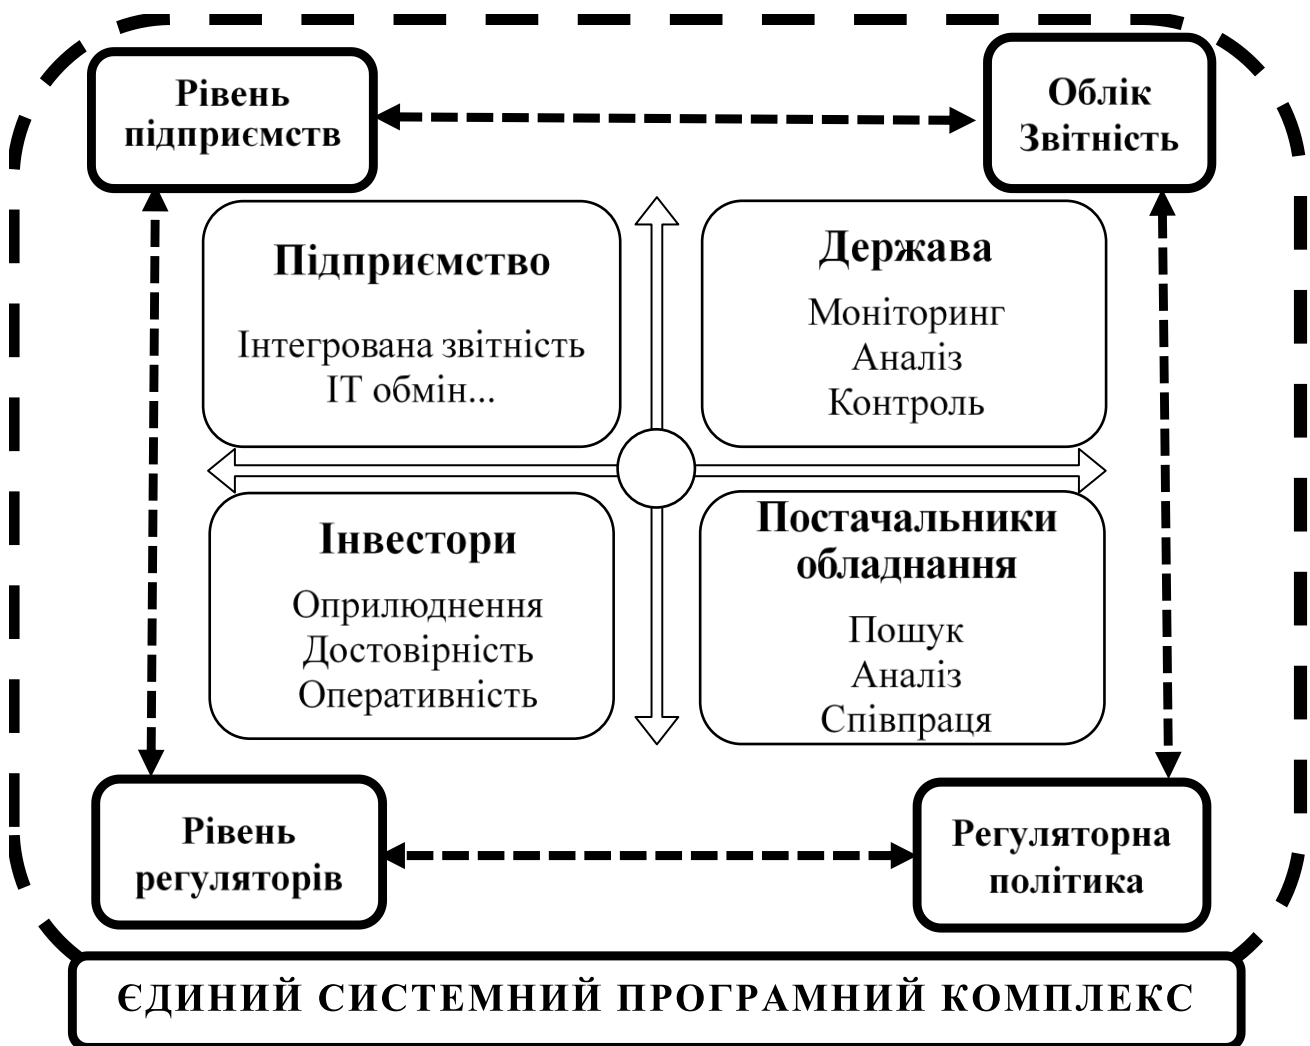 Рівень
підприємств
Облік
Звітність
Підприємство
Інтегрована звітність
ІТ обмін...
Держава
Моніторинг
Аналіз
Контроль
Інвестори
Оприлюднення
Достовірність
Оперативність
Постачальники
обладнання
Пошук
Аналіз
Співпраця
Рівень
регуляторів
Регуляторна
політика
ЄДИНИЙ СИСТЕМНИЙ ПРОГРАМНИЙ КОМПЛЕКС